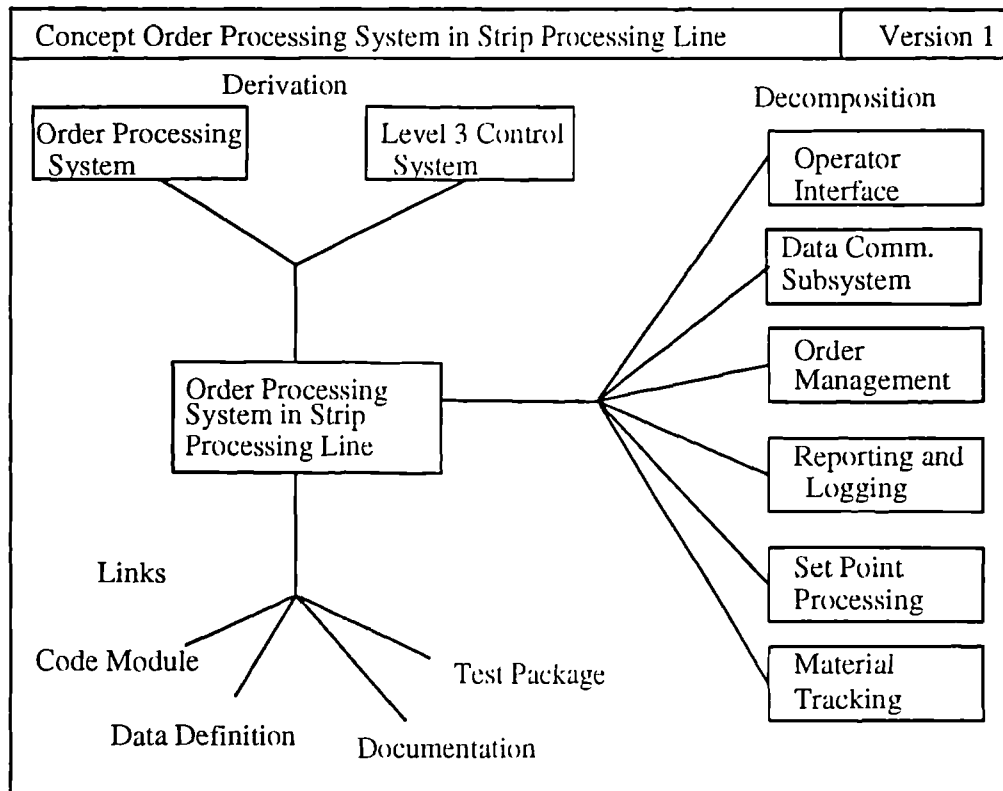 Concept Order Processing System in Strip Processing Line
Version 1
Derivation
Order Processing
System
Level 3 Control
System
Decomposition
Operator
Interface
Data Comm.
Subsystem
Order
Management
Reporting and
Logging
Set Point
Processing
Material
Tracking
Order Processing
System in Strip
Processing Line
Links
Code Module
Data Definition
Documentation
Test Package